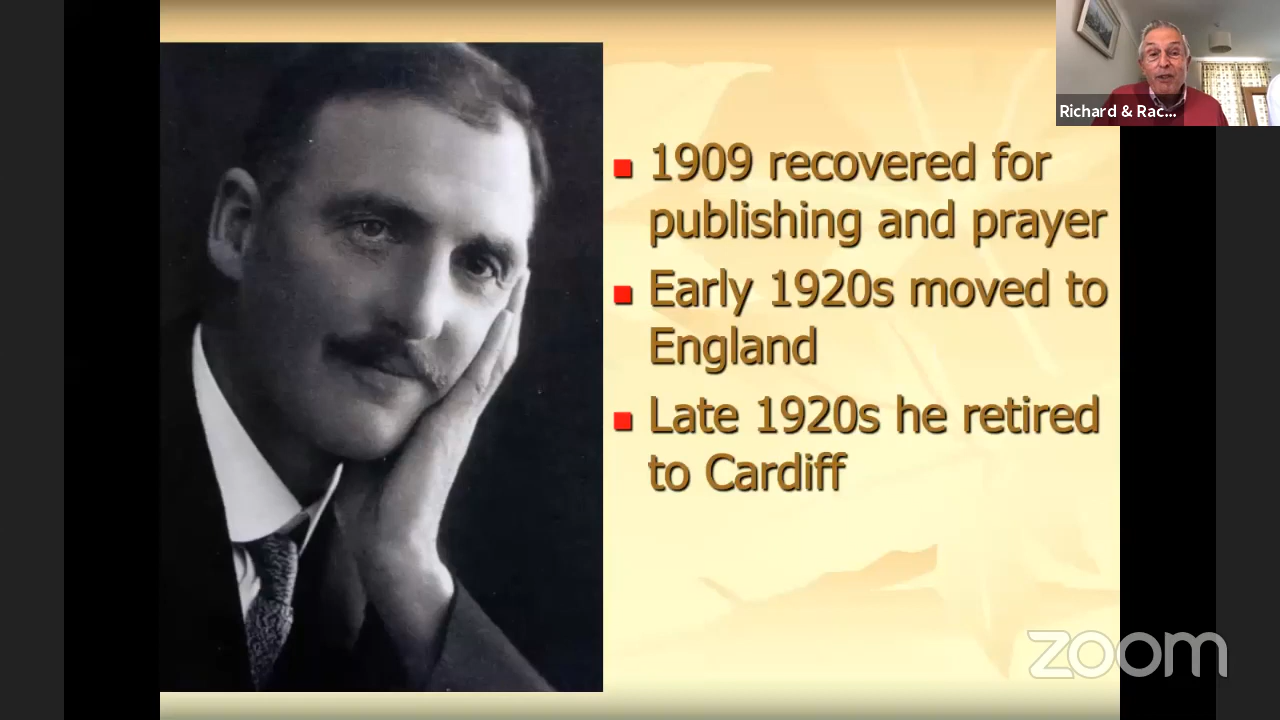 Richard & Rac...
1909 recovered for
publishing and prayer
Early 1920s moved to
England
Late 1920s he retired
to Cardiff
zoom